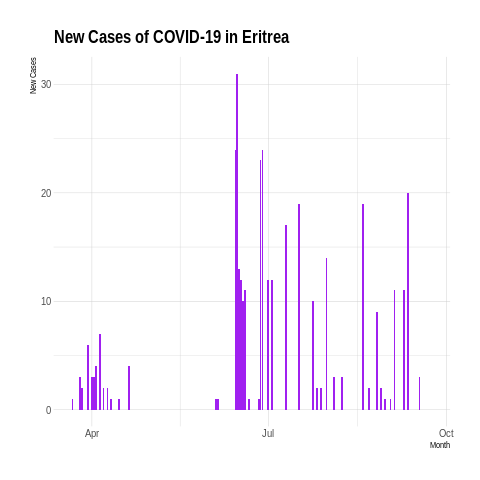 New Cases of COVID-19 in Eritrea
New Cases
30
20
10
0
Apr
Jul
Oct
Month